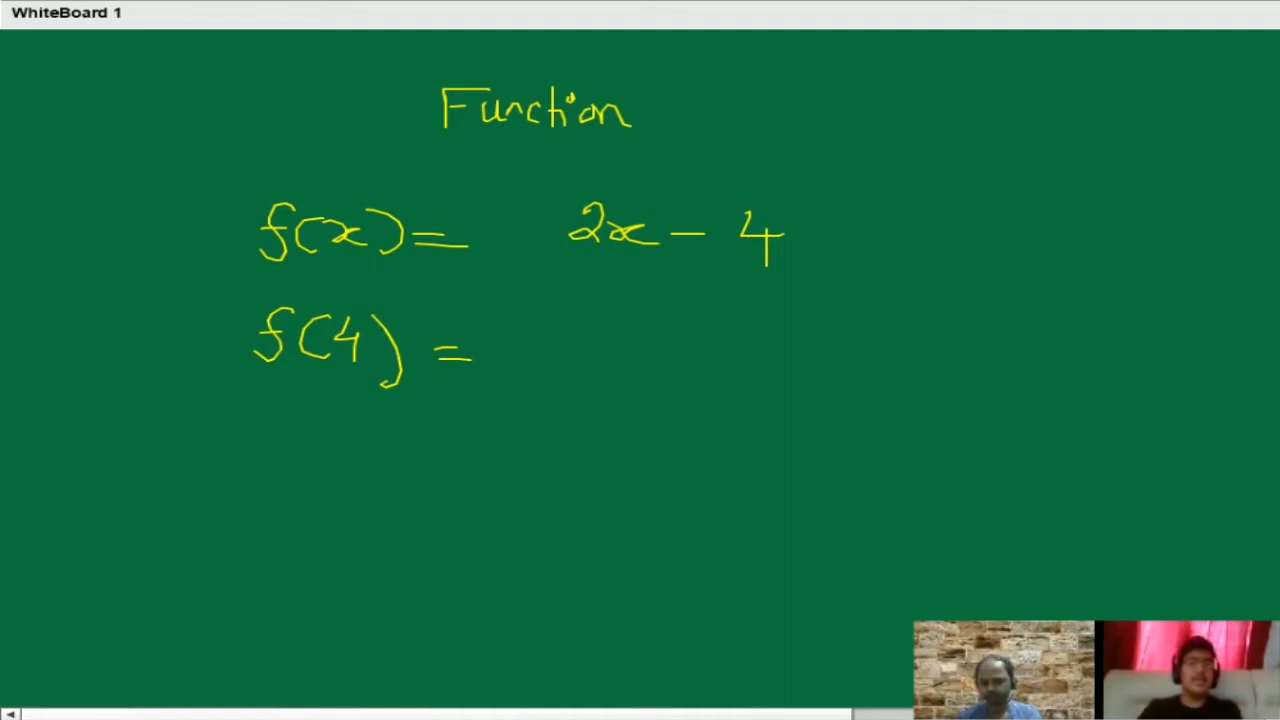 WhiteBoard 1
Function
f(x) = 2x - 4
f(4) =